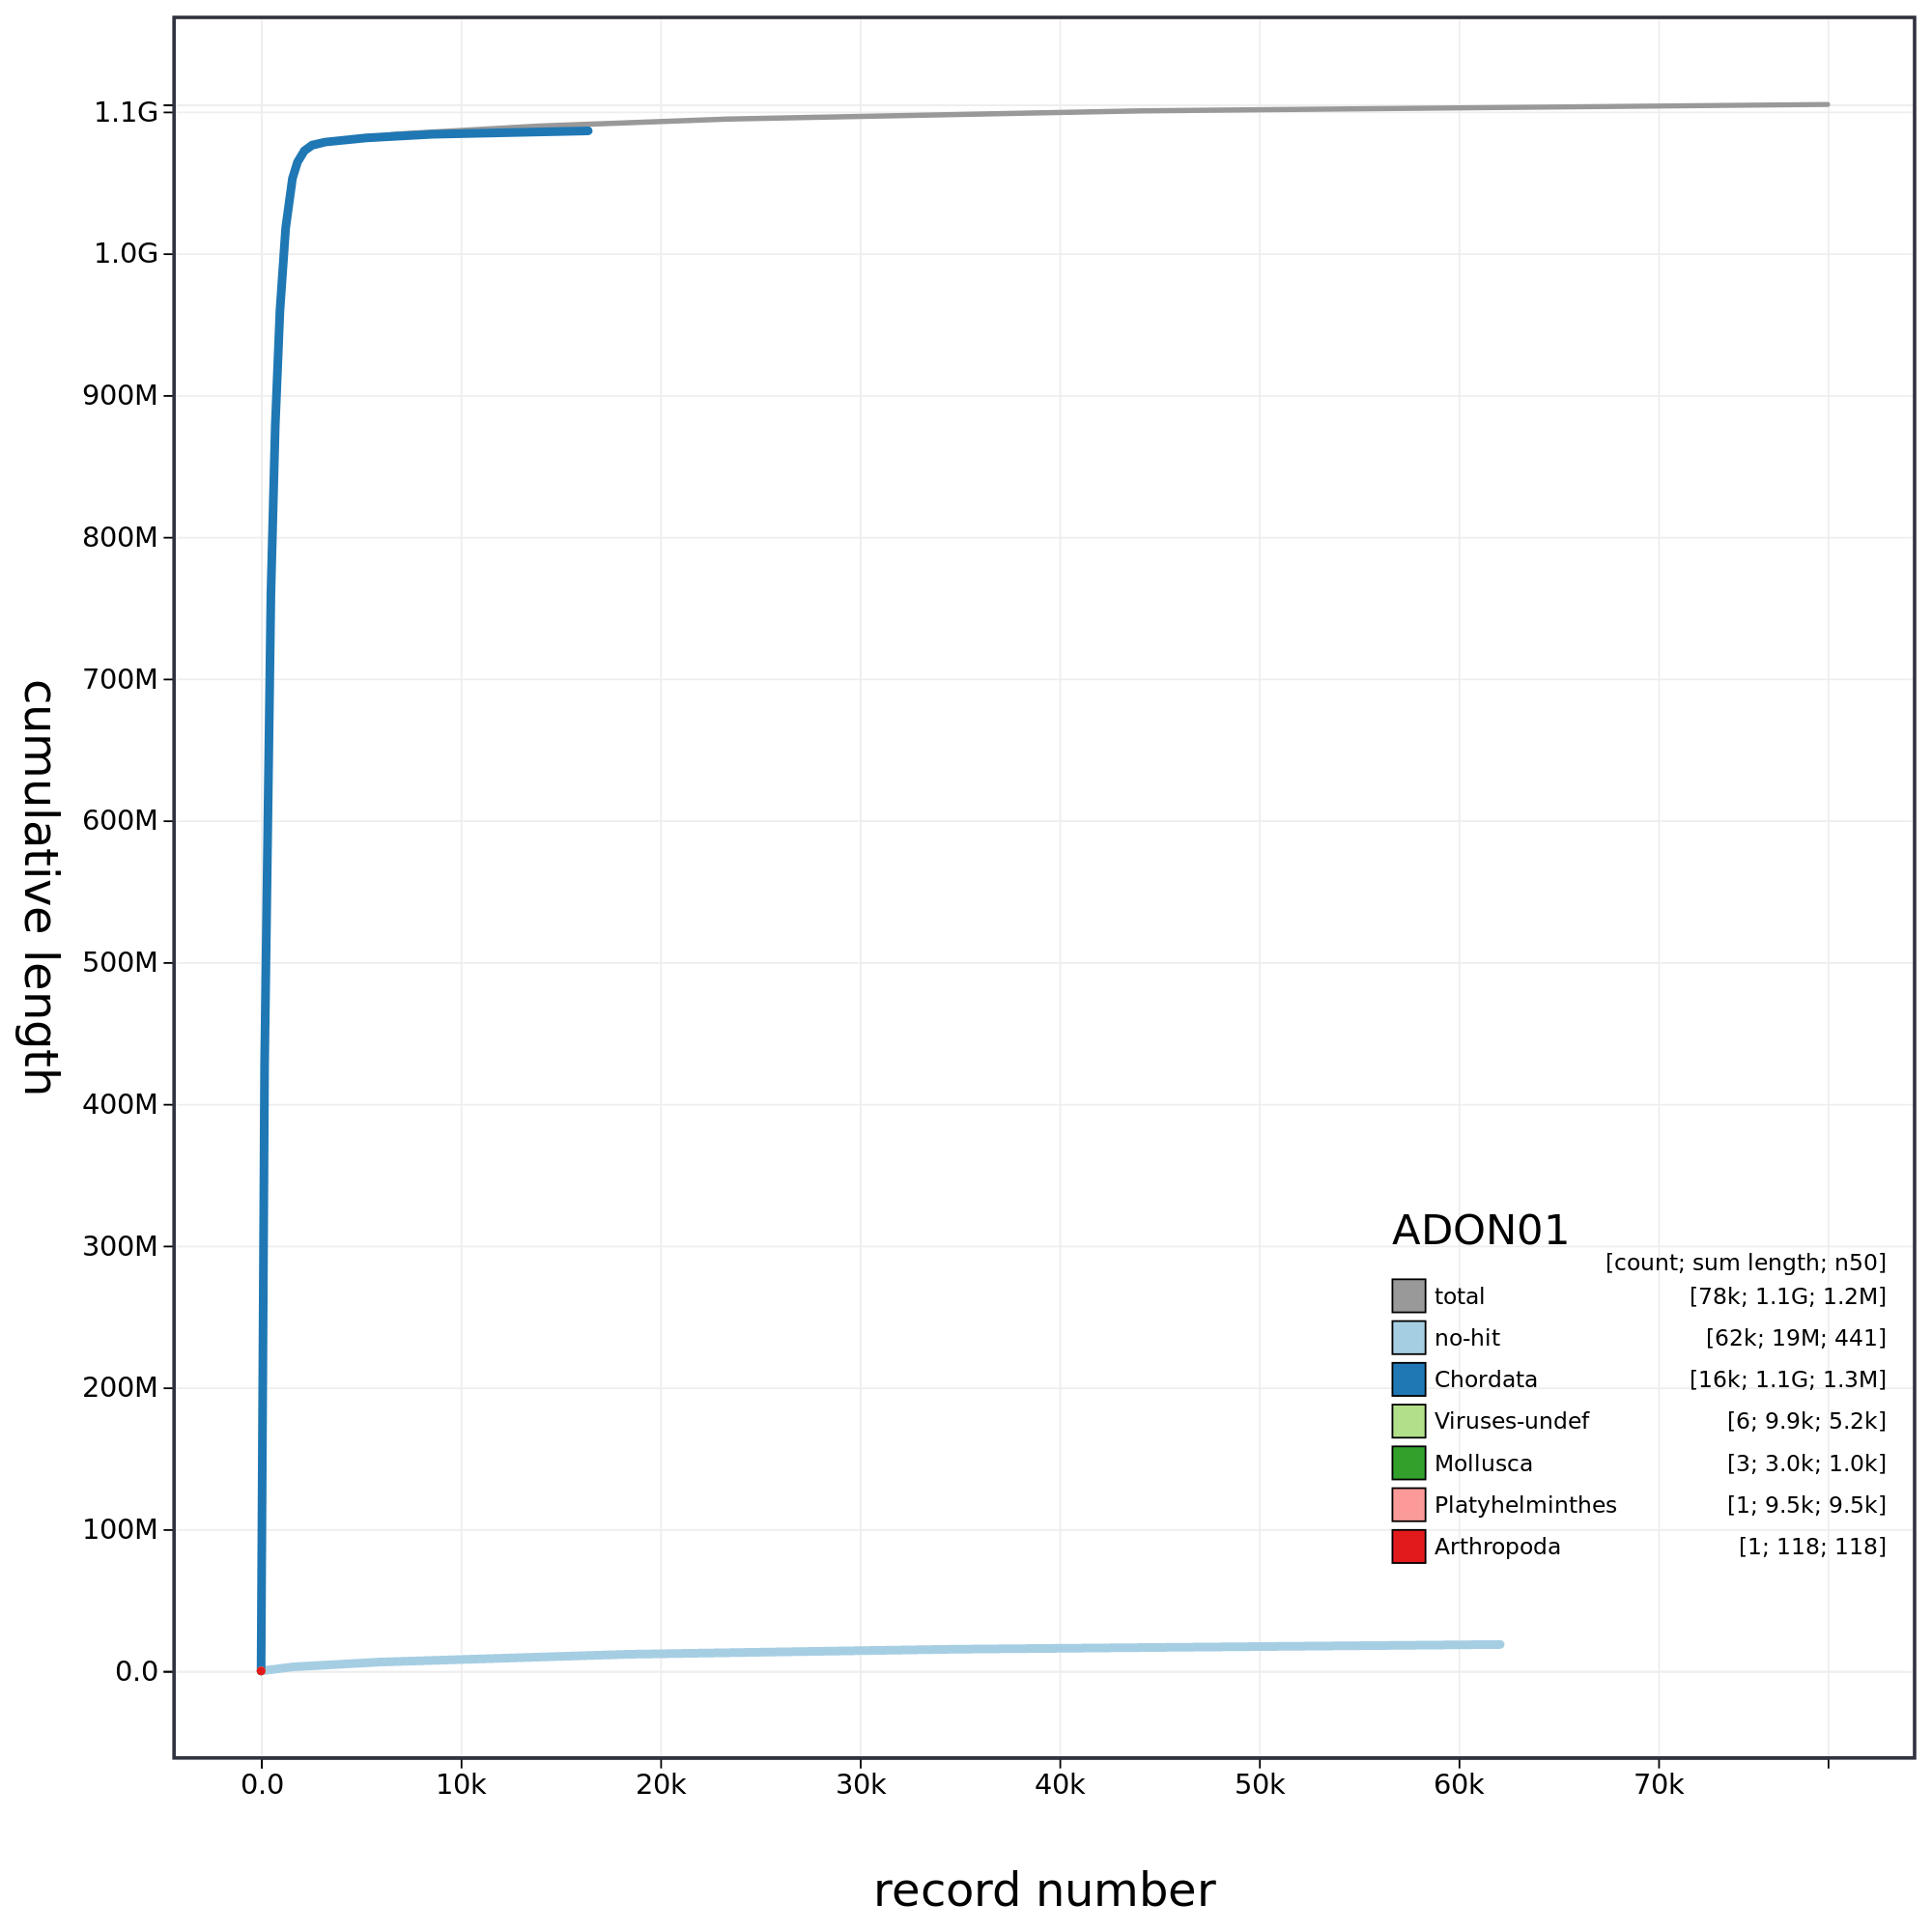 cumulative length
1.1G
1.0G
900M
800M
700M
600M
500M
400M
300M
200M
100M
0.0
ADON01
[count; sum length; n50]
total [78k; 1.1G; 1.2M]
no-hit [62k; 19M; 441]
Chordata [16k; 1.1G; 1.3M]
Viruses-undef [6; 9.9k; 5.2k]
Mollusca [3; 3.0k; 1.0k]
Platyhelminthes [1; 9.5k; 9.5k]
Arthropoda [1; 118; 118]
0.0 10k 20k 30k 40k 50k 60k 70k
record number